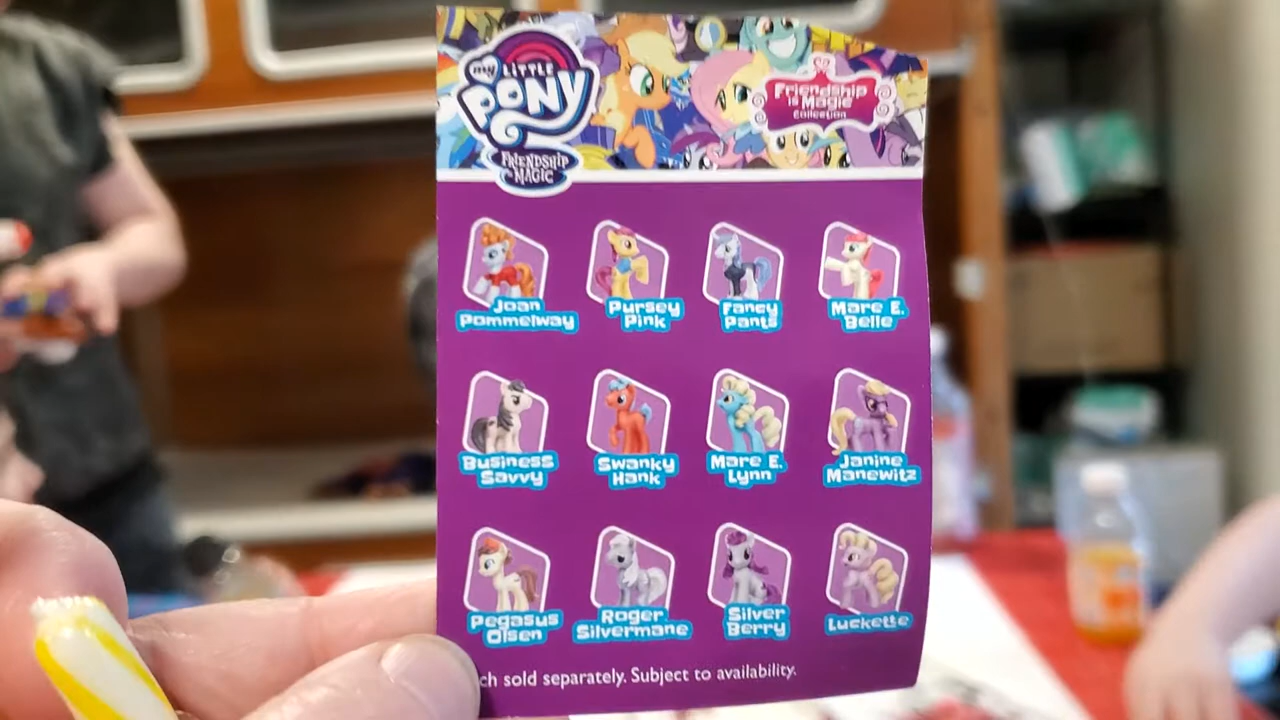 my LITTLE
PONY
FRIENDSHIP
IS
MAGIC
Friendship
is Magic
Collection
Joan
Pommelway
Pursey
Pink
Fancy
Pants
Mare E.
Belle
Business
Savvy
Swanky
Hank
Mare E.
Lynn
Janine
Manewitz
Pegasus
Olsen
Roger
Silvermane
Silver
Berry
Luckette
ch sold separately. Subject to availability.